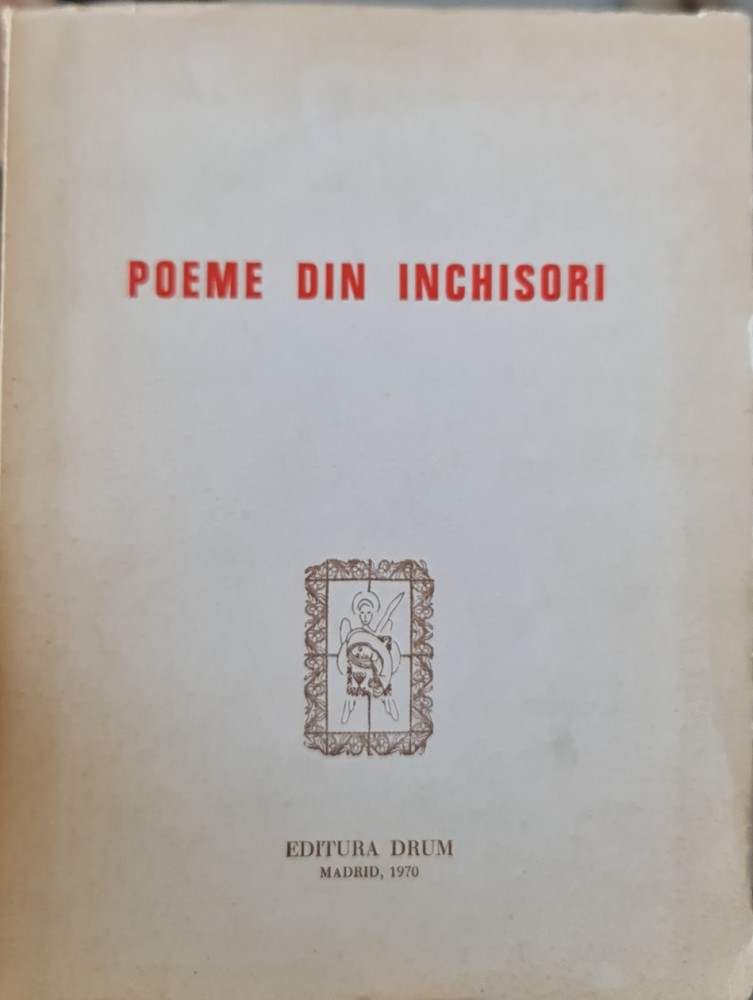 POEME DIN INCHISORI
EDITURA DRUM
MADRID, 1970